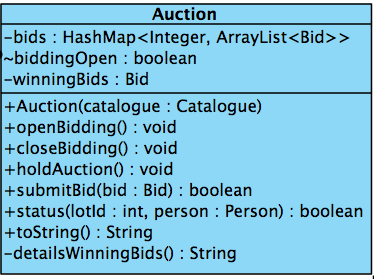 Auction
-bids : HashMap<Integer, ArrayList<Bid>>
~biddingOpen : boolean
-winningBids : Bid
+Auction(catalogue : Catalogue)
+openBidding() : void
+closeBidding() : void
+holdAuction() : void
+submitBid(bid : Bid) : boolean
+status(lotId : int, person : Person) : boolean
+toString() : String
-detailsWinningBids() : String